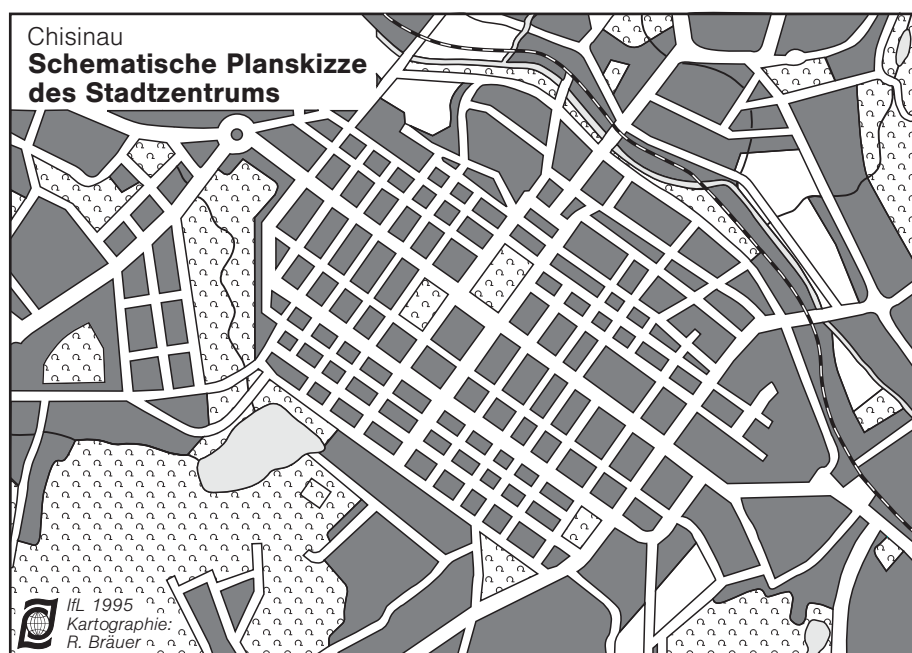 Chisinau
Schematische Planskizze
des Stadtzentrums
IfL 1995
Kartographie:
R. Bräuer